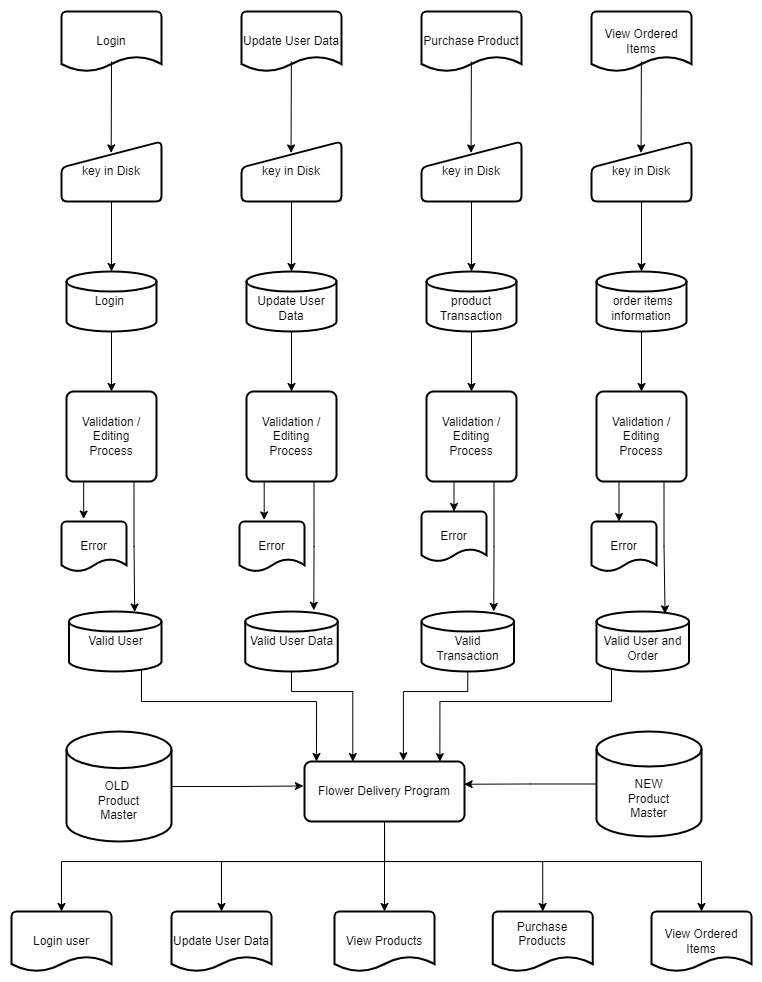 Login
Update User Data
Purchase Product
View Ordered
Items
key in Disk
key in Disk
key in Disk
key in Disk
Login
Update User
Data
product
Transaction
order items
information
Validation /
Editing
Process
Validation /
Editing
Process
Validation /
Editing
Process
Validation /
Editing
Process
Error
Error
Error
Error
Valid User
Valid User Data
Valid
Transaction
Valid User and
Order
OLD
Product
Master
Flower Delivery Program
NEW
Product
Master
Login user
Update User Data
View Products
Purchase
Products
View Ordered
Items